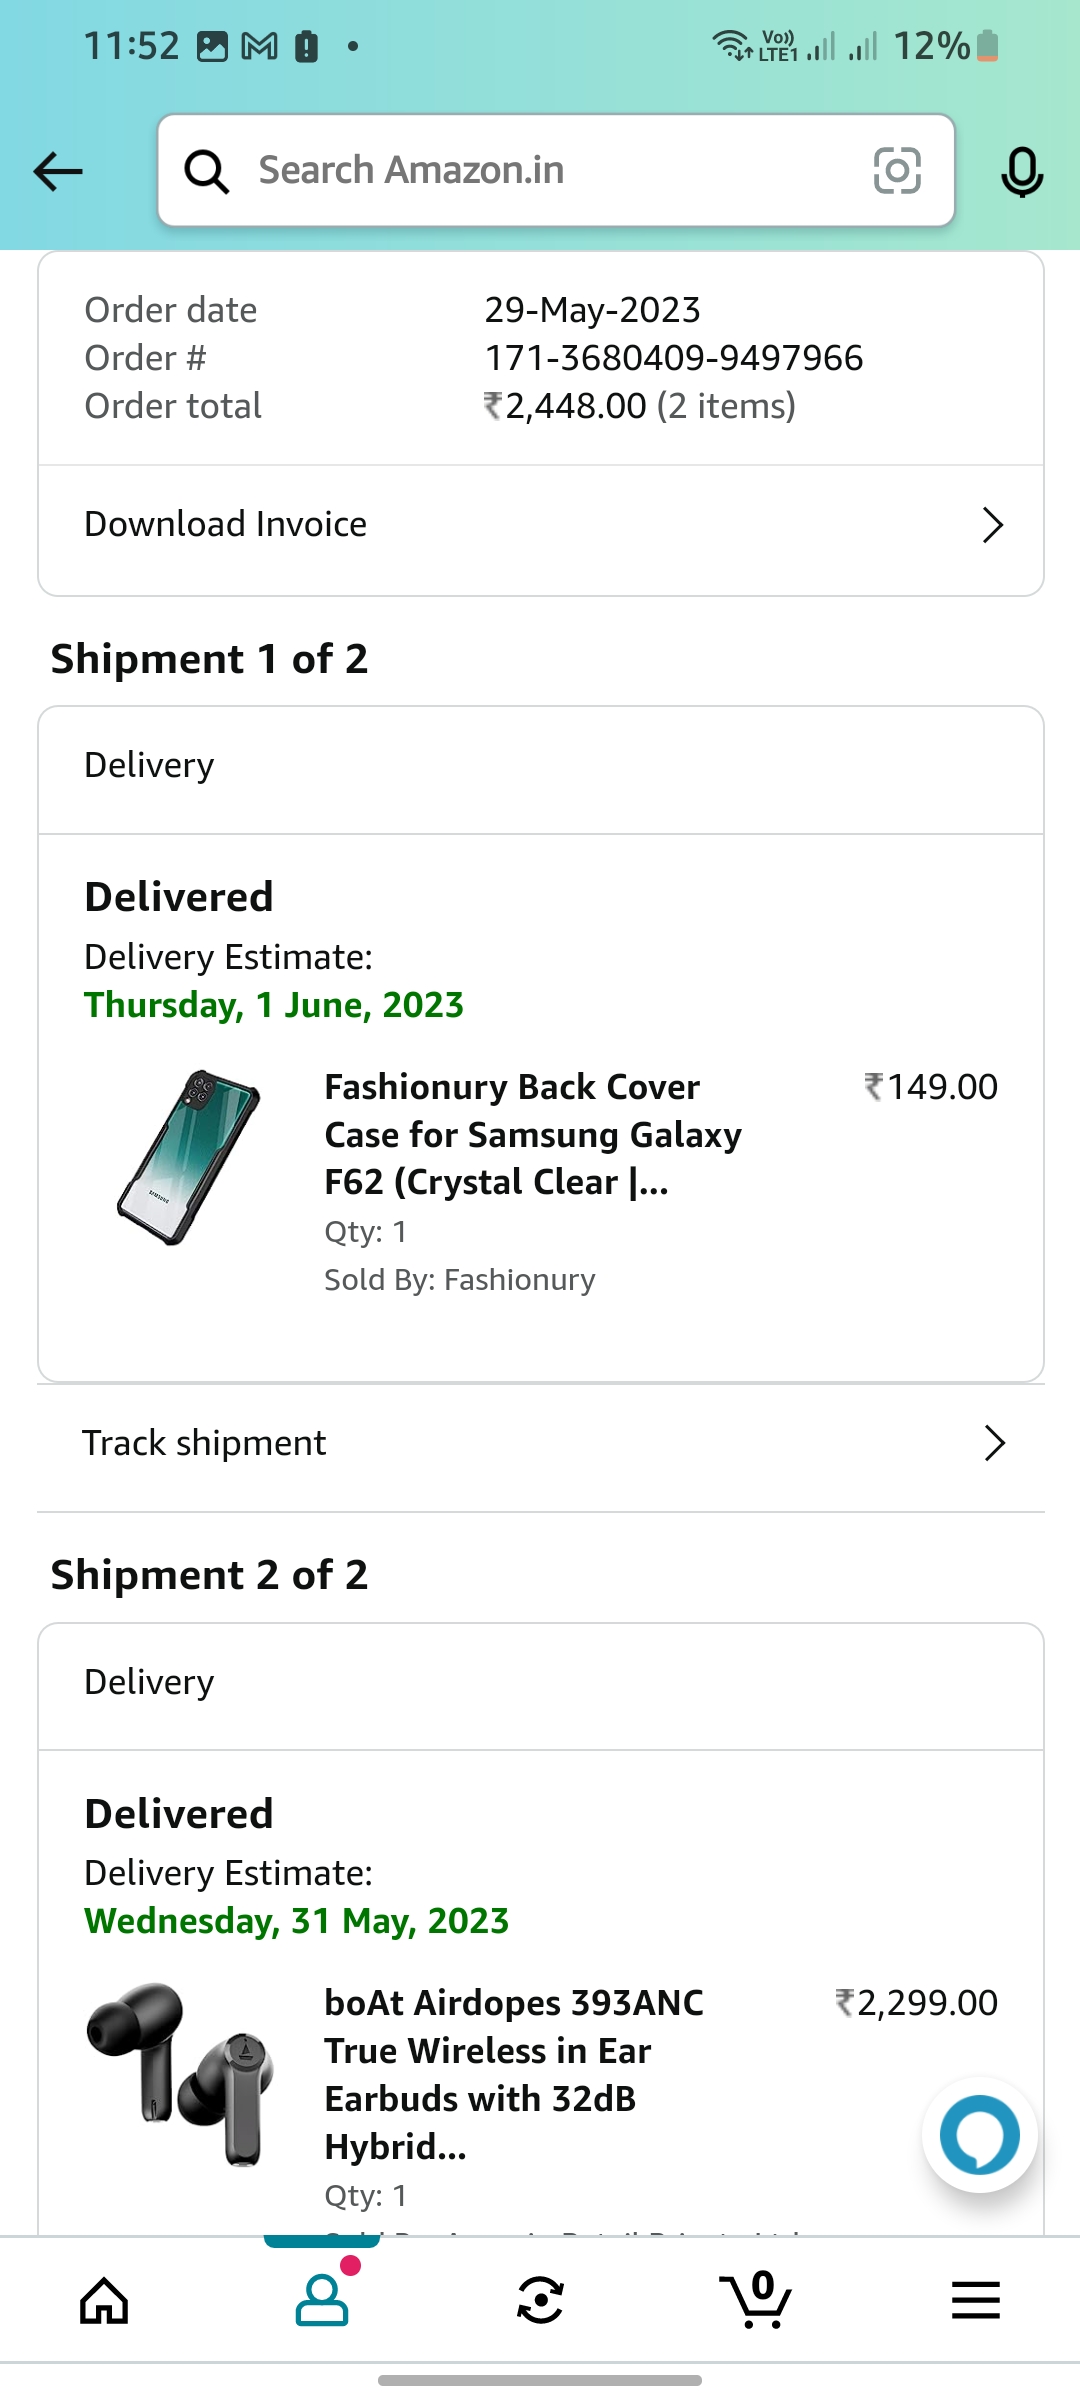 11:52 Vo)) LTE1 12%
Search Amazon.in
Order date 29-May-2023
Order # 171-3680409-9497966
Order total ₹2,448.00 (2 items)
Download Invoice
Shipment 1 of 2
Delivery
Delivered
Delivery Estimate:
Thursday, 1 June, 2023
Fashionury Back Cover ₹149.00
Case for Samsung Galaxy
F62 (Crystal Clear |...
Qty: 1
Sold By: Fashionury
SAMSUNG
Track shipment
Shipment 2 of 2
Delivery
Delivered
Delivery Estimate:
Wednesday, 31 May, 2023
boAt Airdopes 393ANC ₹2,299.00
True Wireless in Ear
Earbuds with 32dB
Hybrid...
Qty: 1
0